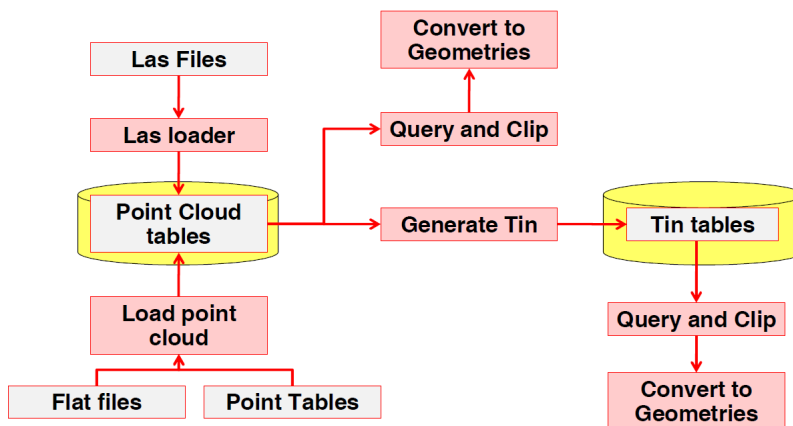 Convert to
Geometries
Las Files
Las loader
Query and Clip
Point Cloud
tables
Generate Tin
Tin tables
Load point
cloud
Query and Clip
Flat files
Point Tables
Convert to
Geometries